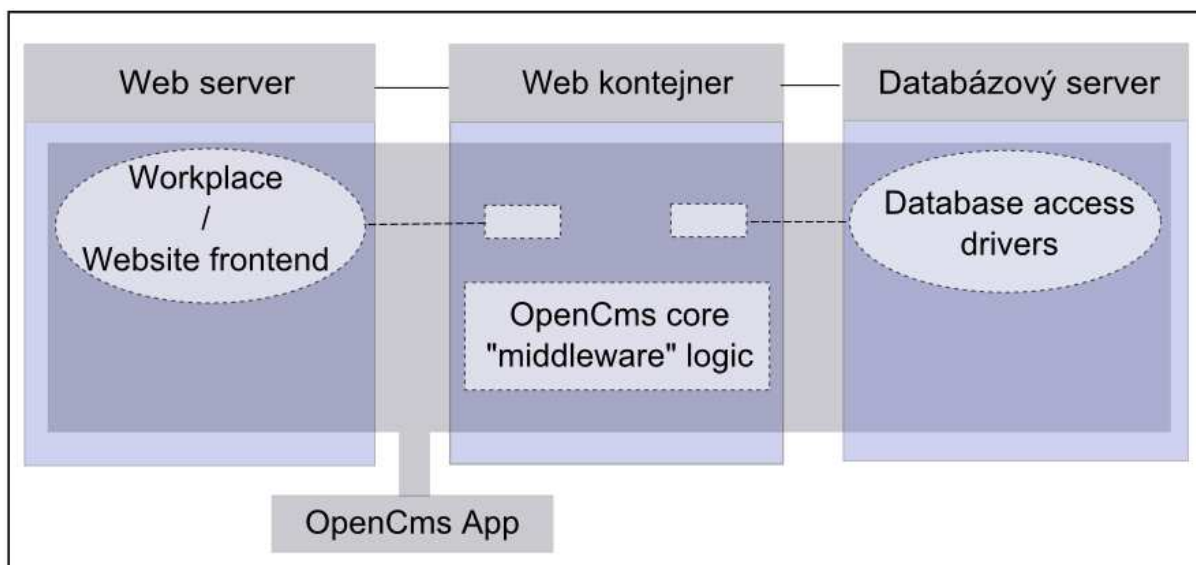 Web server
Web kontejner
Databázový server
Workplace
/
Website frontend
Database access
drivers
OpenCms core
"middleware" logic
OpenCms App